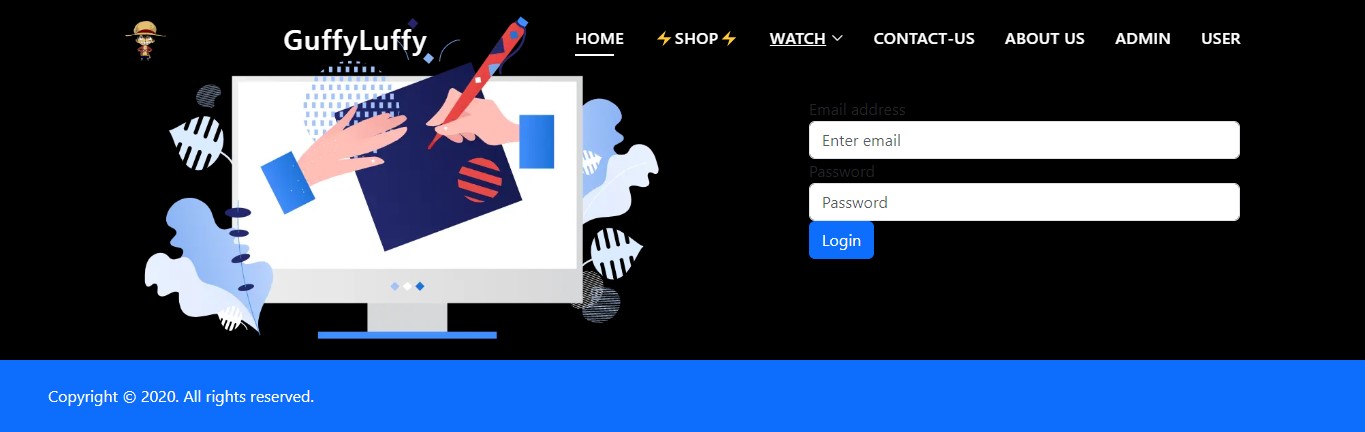 GuffyLuffy
HOME ⚡SHOP⚡ WATCH CONTACT-US ABOUT US ADMIN USER
Email address
Enter email
Password
Password
Login
Copyright © 2020. All rights reserved.